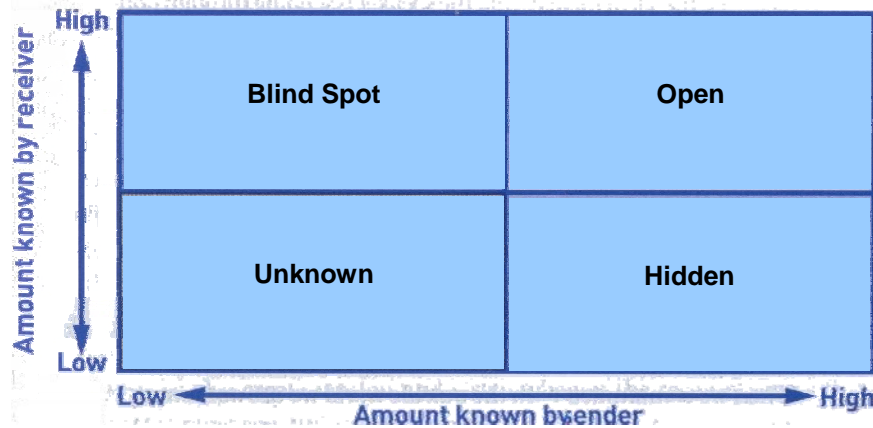 High
Amount known by receiver
Blind Spot
Open
Unknown
Hidden
Low
Low
High
Amount known byender